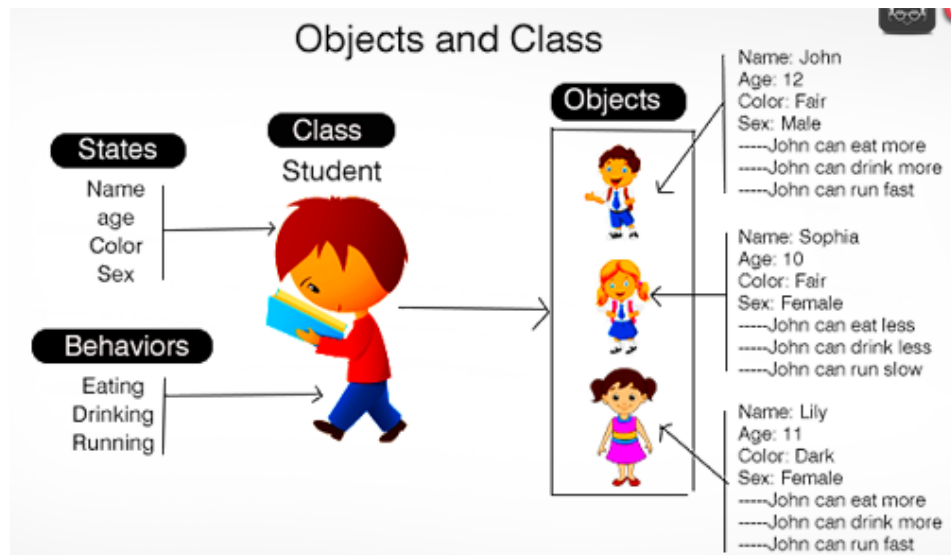 Objects and Class
States
Name
age
Color
Sex
Behaviors
Eating
Drinking
Running
Class
Student
Objects
Name: John
Age: 12
Color: Fair
Sex: Male
-----John can eat more
-----John can drink more
-----John can run fast
Name: Sophia
Age: 10
Color: Fair
Sex: Female
----John can eat less
----John can drink less
----John can run slow
Name: Lily
Age: 11
Color: Dark
Sex: Female
-----John can eat more
-----John can drink more
-----John can run fast